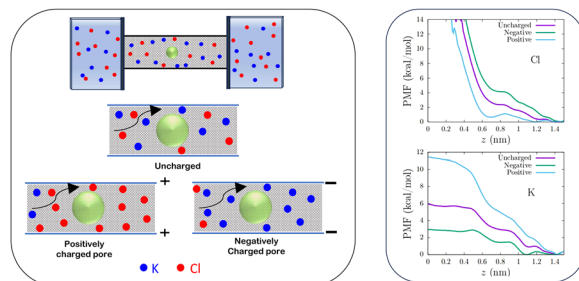 Uncharged
+
−
+
−
Positively
charged pore
Negatively
Charged pore
K
Cl
14
12
10
8
6
4
2
0
PMF (kcal/mol)
Uncharged
Negative
Positive
Cl
0 0.2 0.4 0.6 0.8 1 1.2 1.4
z (nm)
12
10
8
6
4
2
0
PMF (kcal/mol)
Uncharged
Negative
Positive
K
0 0.2 0.4 0.6 0.8 1 1.2 1.4
z (nm)